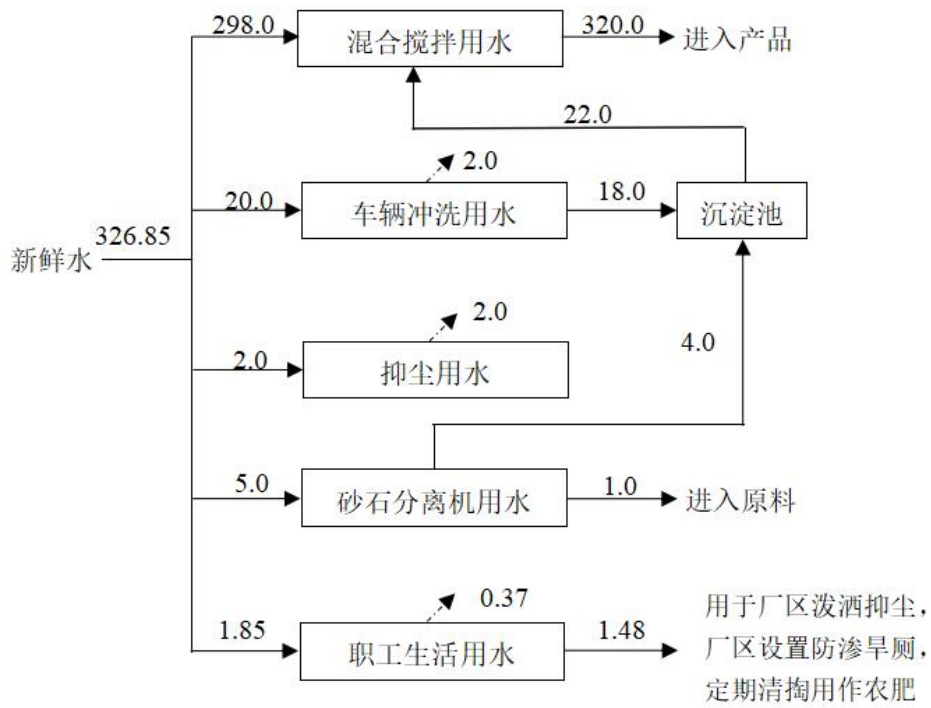 298.0
混合搅拌用水
320.0
进入产品
22.0
2.0
20.0
车辆冲洗用水
18.0
沉淀池
新鲜水
326.85
2.0
2.0
抑尘用水
4.0
5.0
砂石分离机用水
1.0
进入原料
0.37
1.85
职工生活用水
1.48
用于厂区泼洒抑尘，
厂区设置防渗旱厕，
定期清掏用作农肥